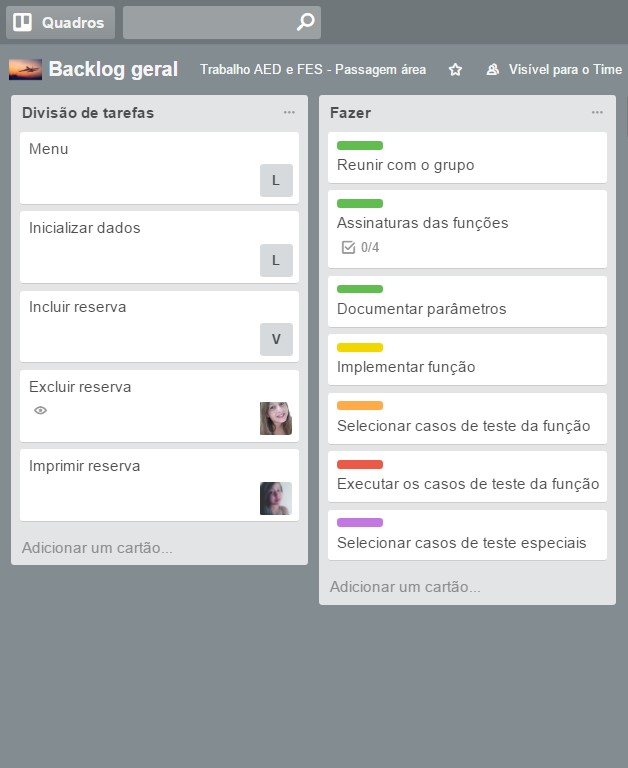 Quadros
Backlog geral Trabalho AED e FES - Passagem área Visível para o Time
Divisão de tarefas
Menu
L
Inicializar dados
L
Incluir reserva
V
Excluir reserva
Imprimir reserva
Adicionar um cartão...
Fazer
Reunir com o grupo
Assinaturas das funções
0/4
Documentar parâmetros
Implementar função
Selecionar casos de teste da função
Executar os casos de teste da função
Selecionar casos de teste especiais
Adicionar um cartão...